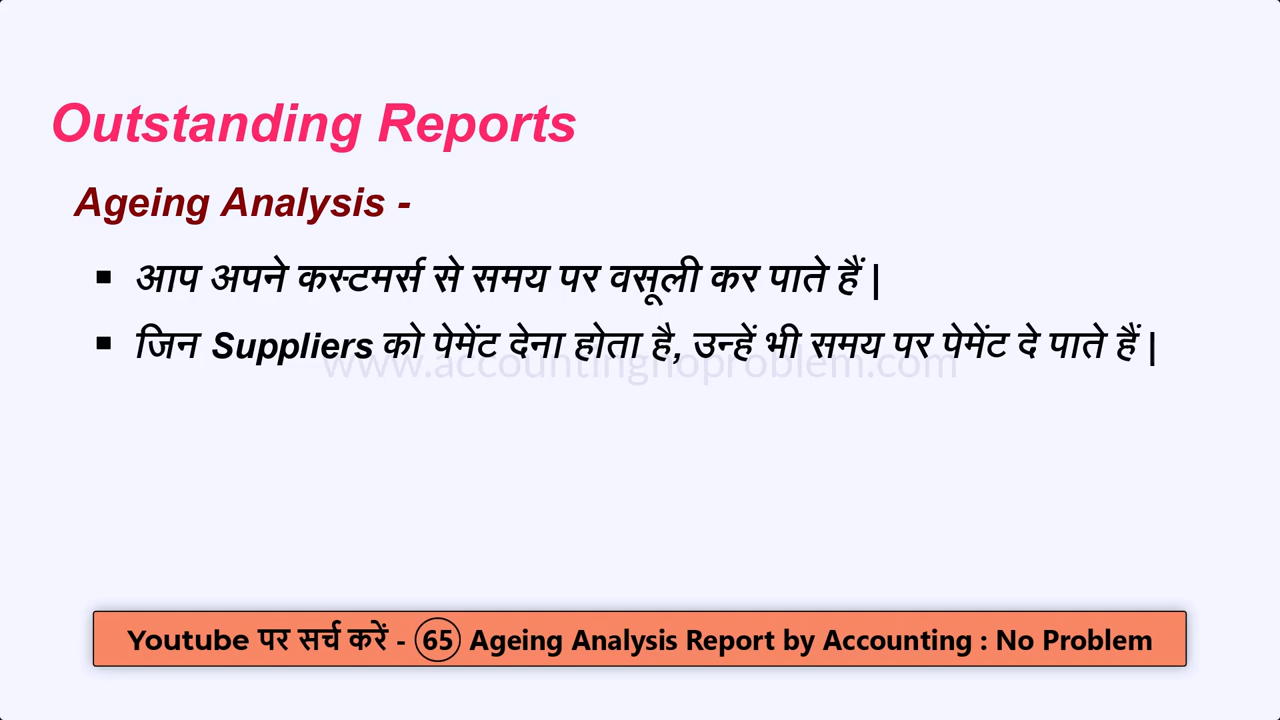 Outstanding Reports
Ageing Analysis -
▪ आप अपने कस्टमर्स से समय पर वसूली कर पाते हैं |
▪ जिन Suppliers को पेमेंट देना होता है, उन्हें भी समय पर पेमेंट दे पाते हैं |
www.accountingnoproblem.com
Youtube पर सर्च करें - 65 Ageing Analysis Report by Accounting : No Problem